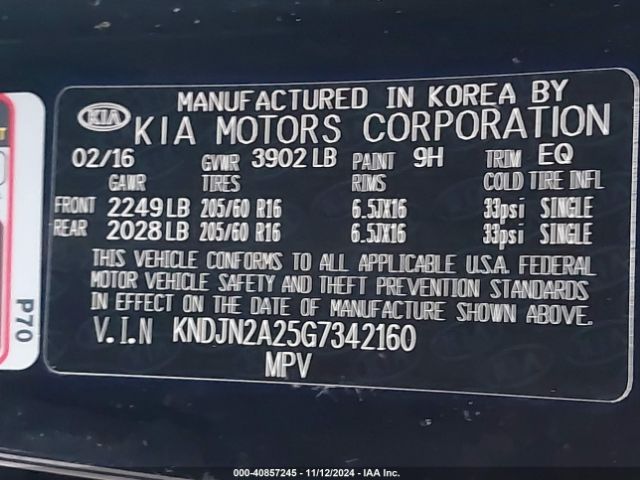 MANUFACTURED IN KOREA BY
KIA KIA MOTORS CORPORATION
02/16 GVWR 3902 LB PAINT 9H TRIM EQ
GAWR TIRES RIMS COLD TIRE INFL
FRONT 2249 LB 205/60 R16 6.5JX16 33psi SINGLE
REAR 2028 LB 205/60 R16 6.5JX16 33psi SINGLE
THIS VEHICLE CONFORMS TO ALL APPLICABLE U.S.A. FEDERAL
MOTOR VEHICLE SAFETY AND THEFT PREVENTION STANDARDS
IN EFFECT ON THE DATE OF MANUFACTURE SHOWN ABOVE.
V.I.N KNDJN2A25G7342160
MPV
P70
000-40857245 - 11/12/2024 - IAA Inc.